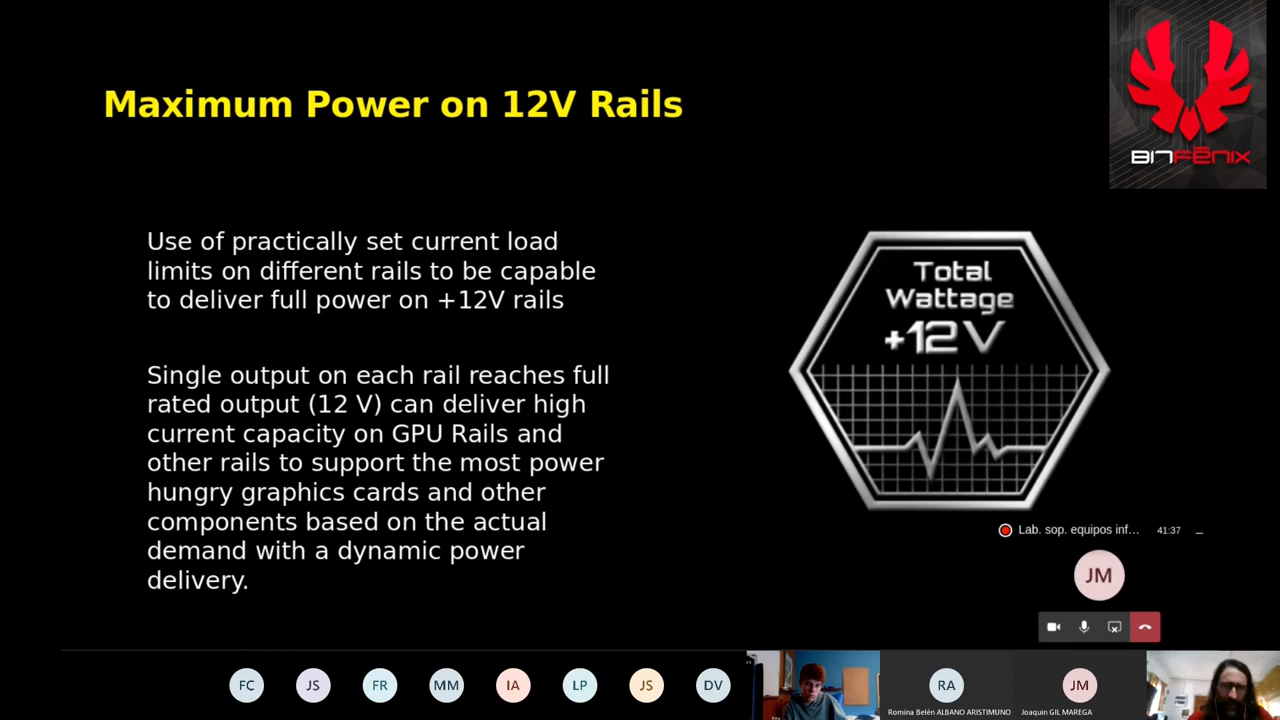 Maximum Power on 12V Rails
BITFĒNIX
Use of practically set current load
limits on different rails to be capable
to deliver full power on +12V rails
Single output on each rail reaches full
rated output (12 V) can deliver high
current capacity on GPU Rails and
other rails to support the most power
hungry graphics cards and other
components based on the actual
demand with a dynamic power
delivery.
Total
Wattage
+12V
Lab. sop. equipos inf... 41:37
JM
FC JS FR MM IA LP JS DV RA JM
Romina Belén ALBANO ARISTIMUNO Joaquin GIL MAREGA